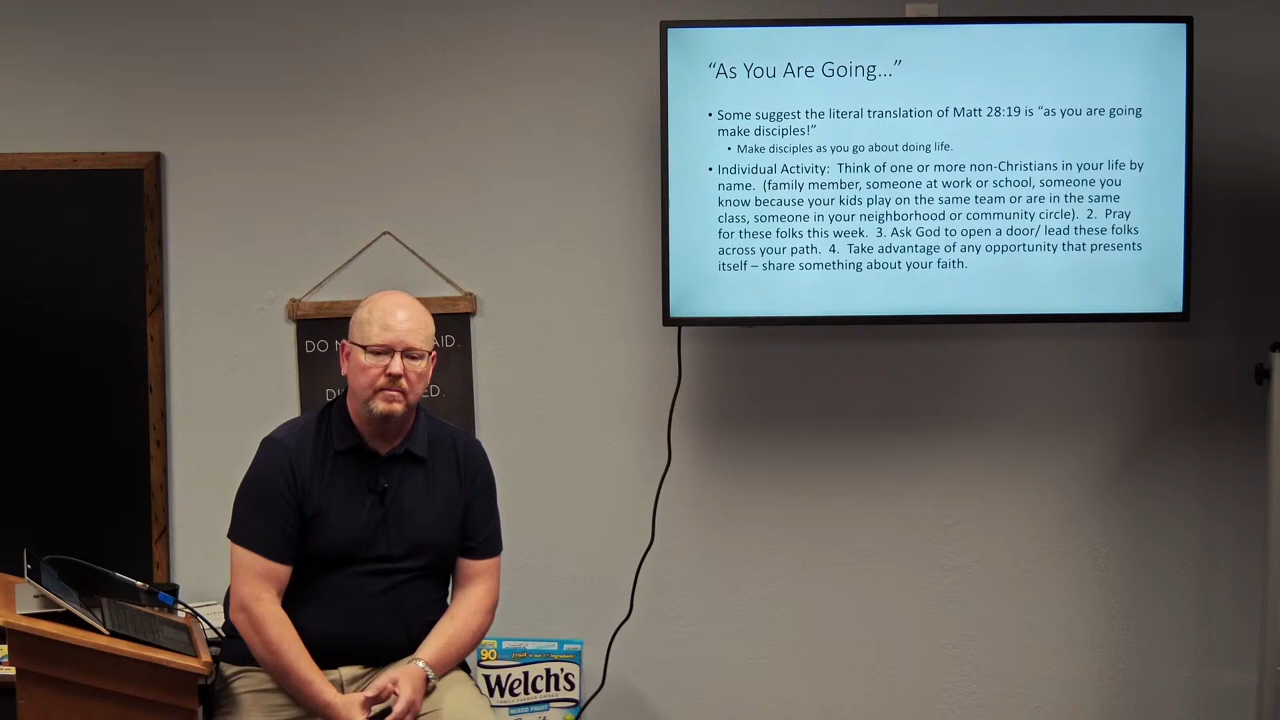 “As You Are Going…”
• Some suggest the literal translation of Matt 28:19 is “as you are going
make disciples!”
• Make disciples as you go about doing life.
• Individual Activity:  Think of one or more non-Christians in your life by
name.  (family member, someone at work or school, someone you
know because your kids play on the same team or are in the same
class, someone in your neighborhood or community circle).  2.  Pray
for these folks this week.  3. Ask God to open a door/ lead these folks
across your path.  4.  Take advantage of any opportunity that presents
itself – share something about your faith.
DO
AID.
ED.
90
Welch's
MIXED FRUIT